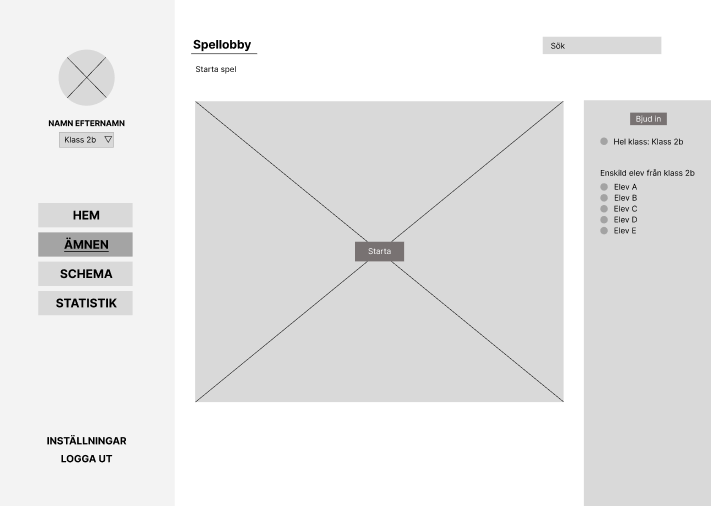 NAMN EFTERNAMN
Klass 2b
HEM
ÄMNEN
SCHEMA
STATISTIK
INSTÄLLNINGAR
LOGGA UT
Spellobby
Sök
Starta spel
Starta
Bjud in
Hel klass: Klass 2b
Enskild elev från klass 2b
Elev A
Elev B
Elev C
Elev D
Elev E